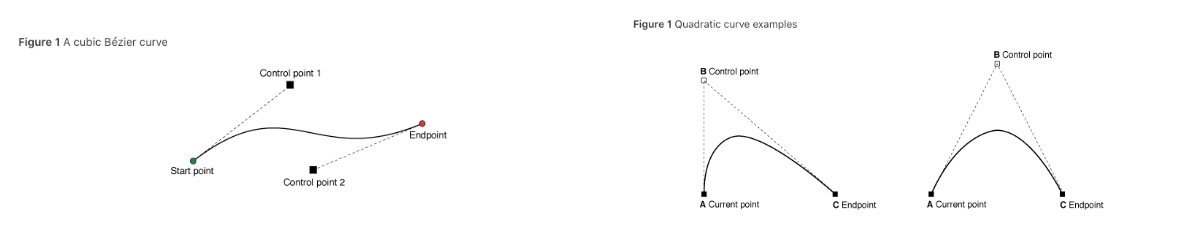 Figure 1 A cubic Bézier curve
Control point 1
Endpoint
Start point
Control point 2
Figure 1 Quadratic curve examples
B Control point
A Current point
C Endpoint
B Control point
A Current point
C Endpoint